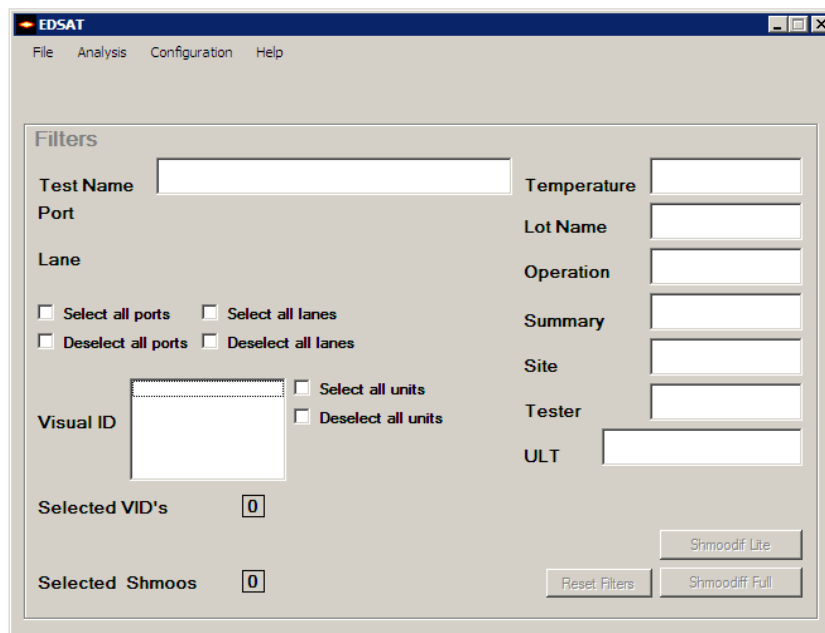 EDSAT
File Analysis Configuration Help
Filters
Test Name
Port
Lane
Select all ports Select all lanes
Deselect all ports Deselect all lanes
Visual ID
Select all units
Deselect all units
Selected VID's 0
Selected Shmoos 0
Temperature
Lot Name
Operation
Summary
Site
Tester
ULT
Shmoodif Lite
Reset Filters Shmoodiff Full